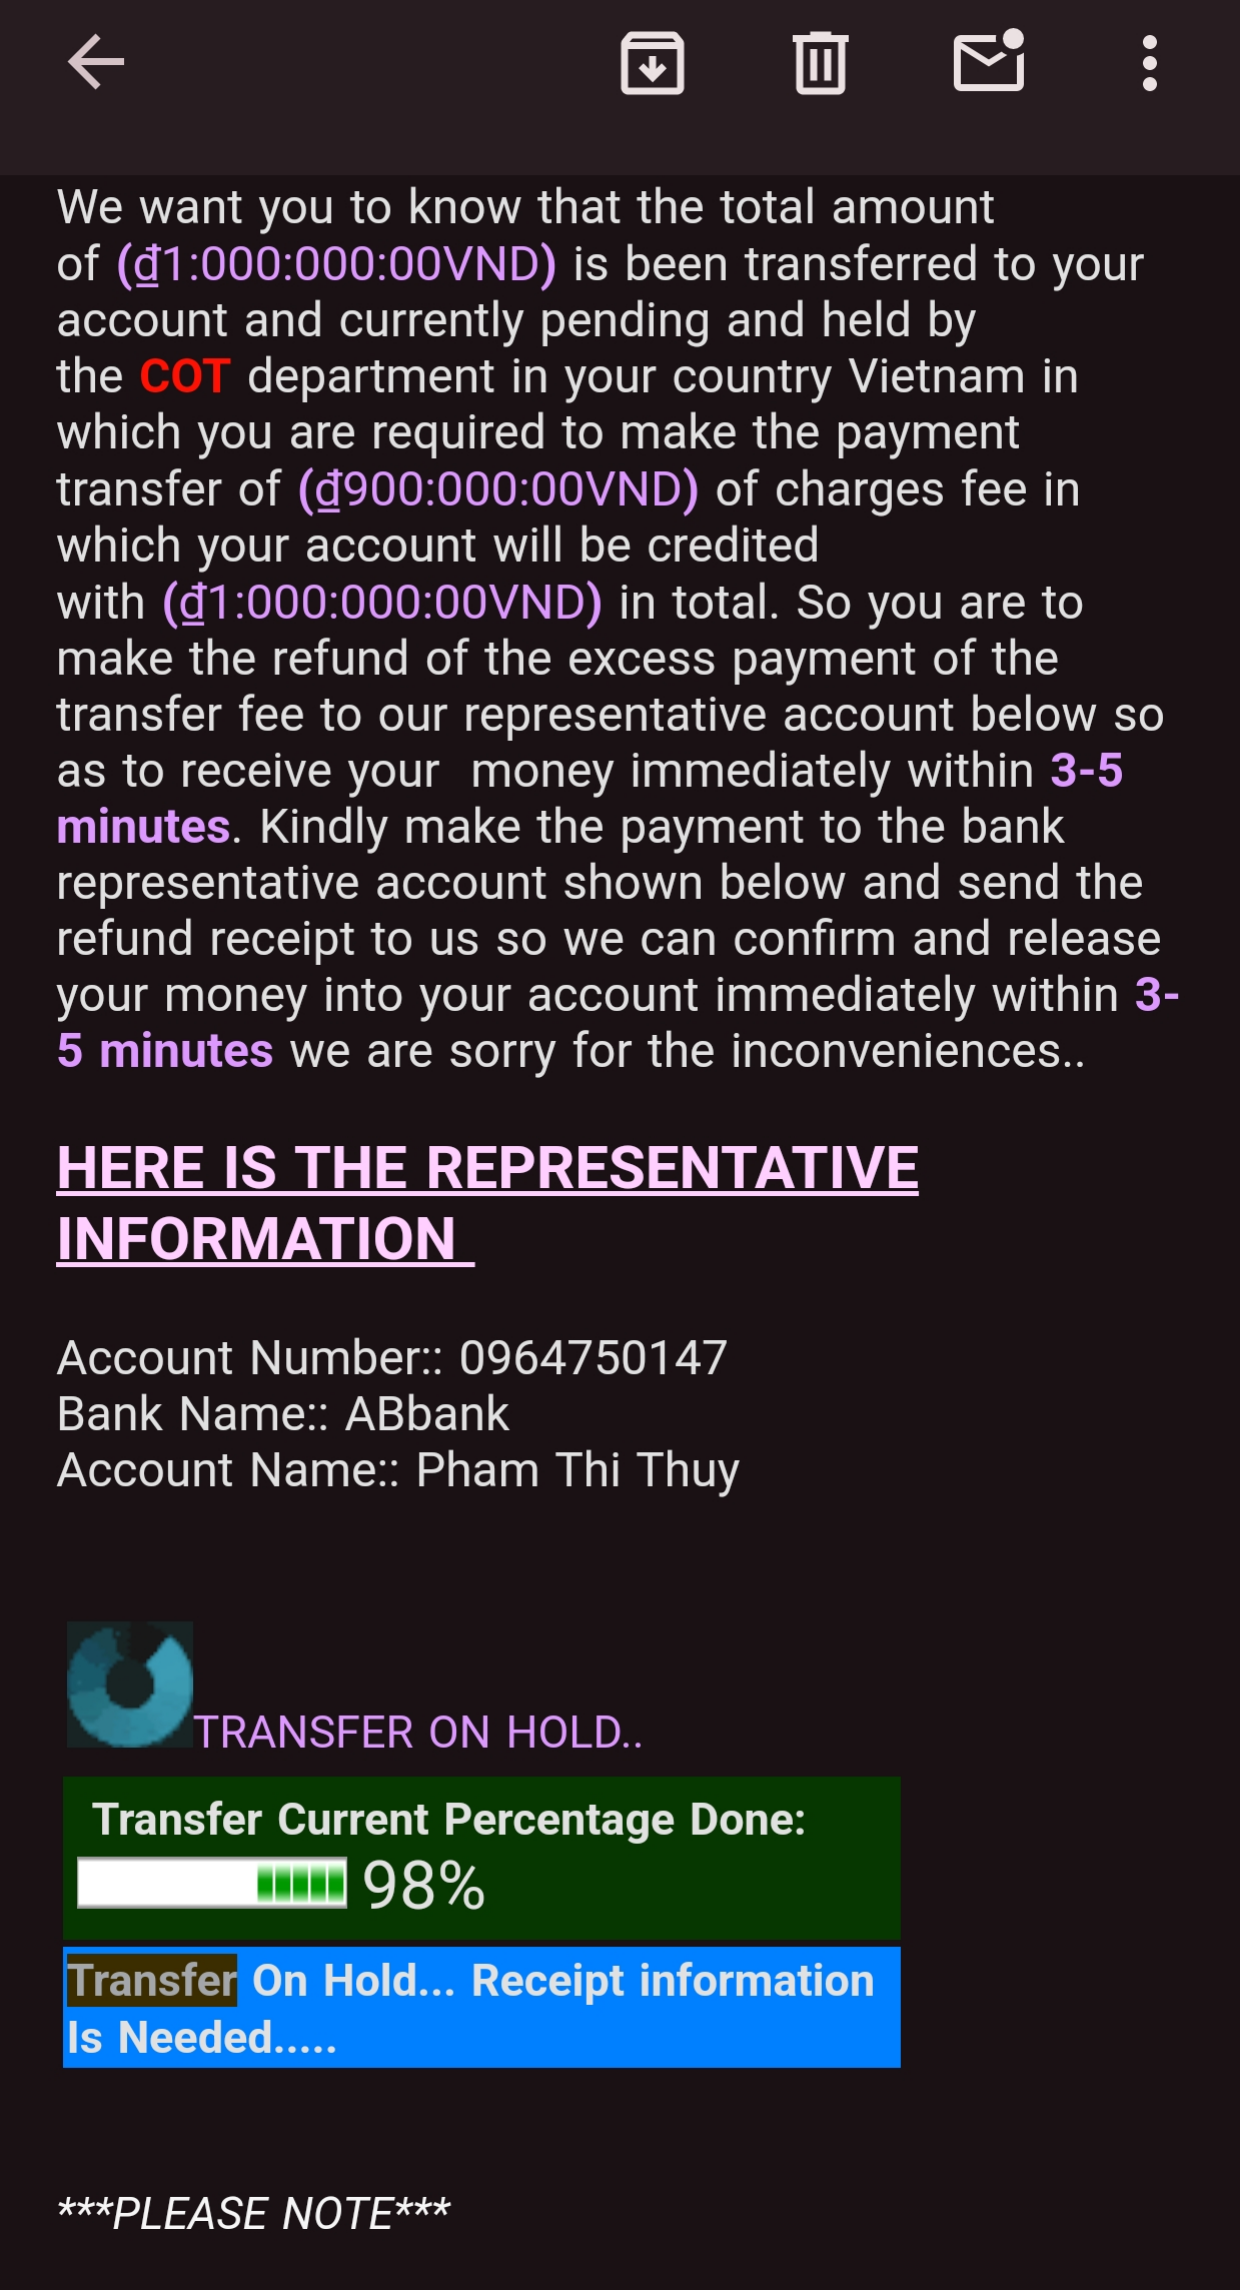 We want you to know that the total amount
of (₫1:000:000:00VND) is been transferred to your
account and currently pending and held by
the COT department in your country Vietnam in
which you are required to make the payment
transfer of (₫900:000:00VND) of charges fee in
which your account will be credited
with (₫1:000:000:00VND) in total. So you are to
make the refund of the excess payment of the
transfer fee to our representative account below so
as to receive your  money immediately within 3-5
minutes. Kindly make the payment to the bank
representative account shown below and send the
refund receipt to us so we can confirm and release
your money into your account immediately within 3-
5 minutes we are sorry for the inconveniences..
HERE IS THE REPRESENTATIVE
INFORMATION
Account Number:: 0964750147
Bank Name:: ABbank
Account Name:: Pham Thi Thuy
TRANSFER ON HOLD..
Transfer Current Percentage Done:
98%
Transfer On Hold... Receipt information
Is Needed.....
***PLEASE NOTE***